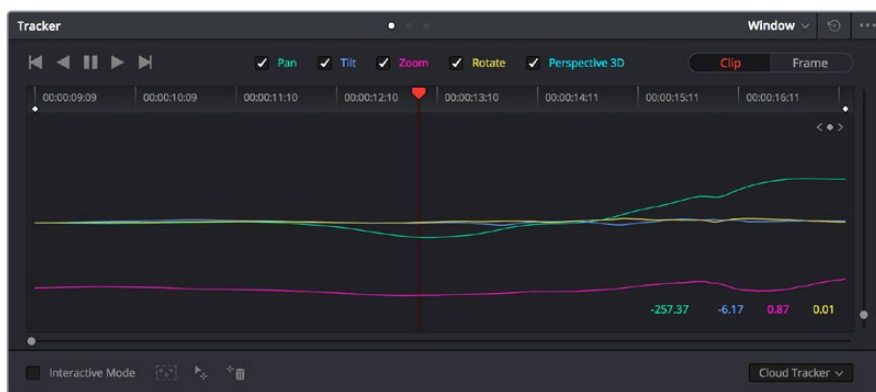 Tracker
Window
Pan Tilt Zoom Rotate Perspective 3D Clip Frame
00:00:09:09 00:00:10:09 00:00:11:10 00:00:12:10 00:00:13:10 00:00:14:11 00:00:15:11 00:00:16:11
-257.37 -6.17 0.87 0.01
Interactive Mode Cloud Tracker